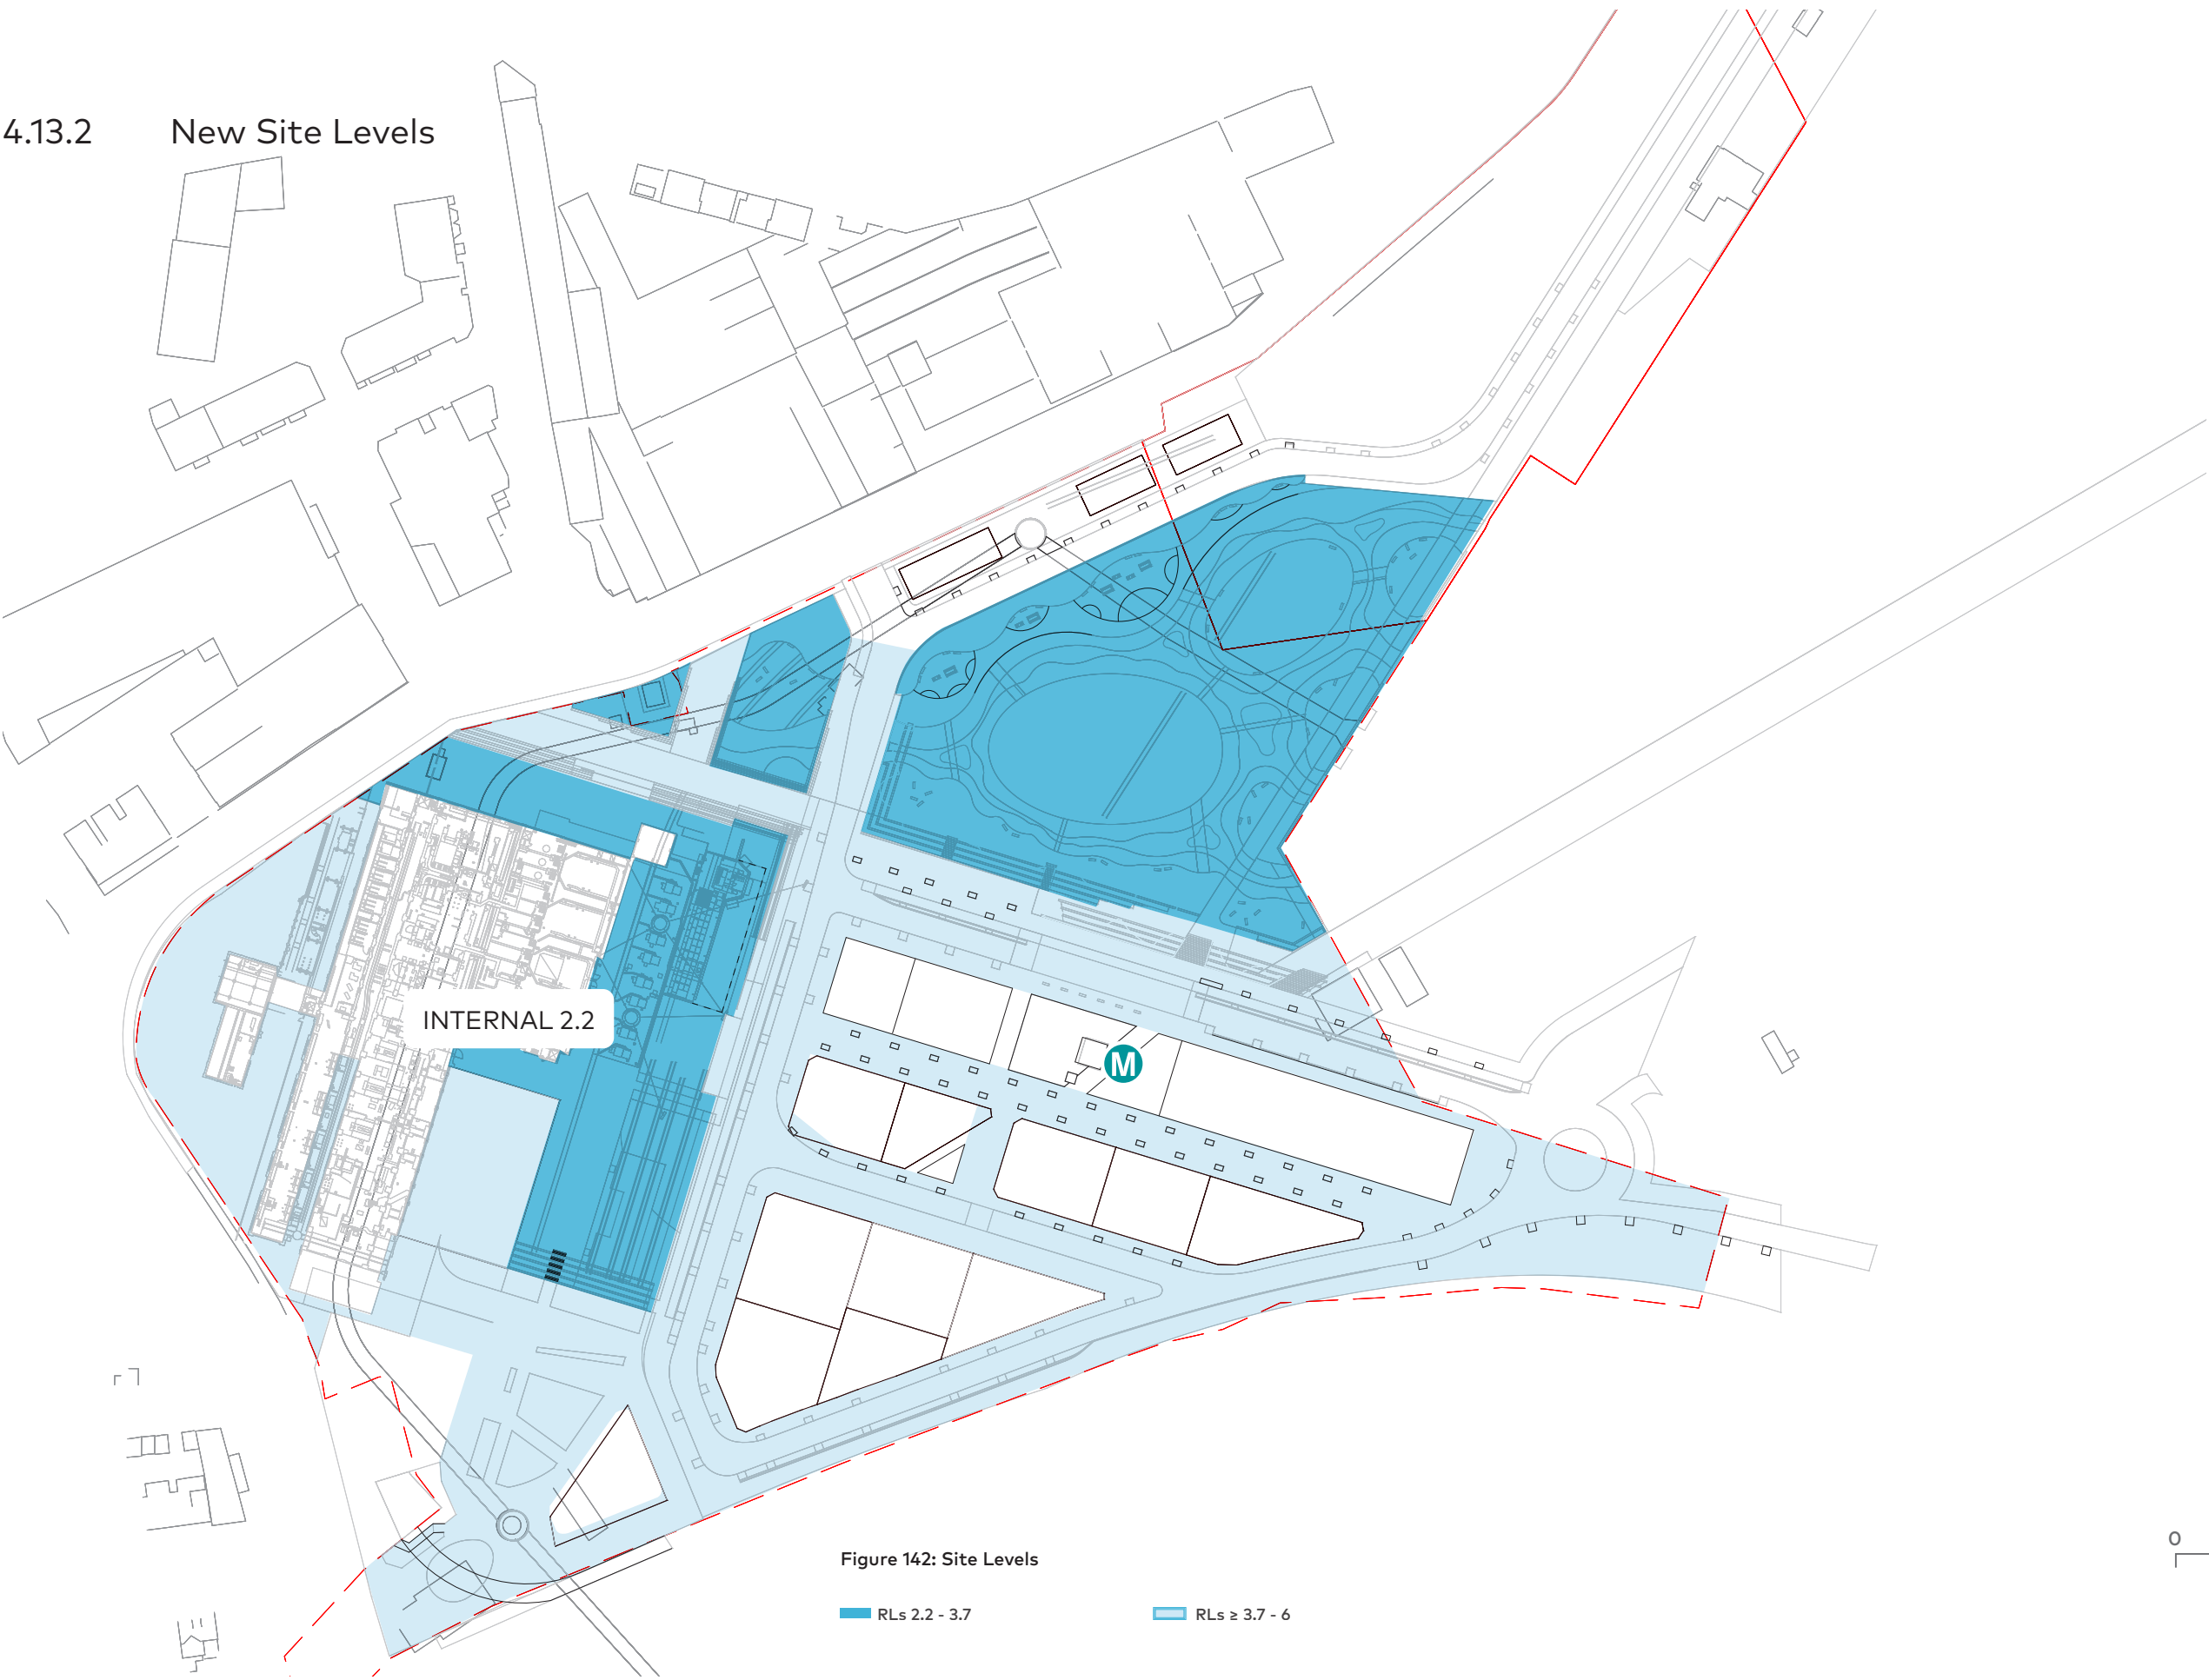 4.13.2 New Site Levels
INTERNAL 2.2
M
Figure 142: Site Levels
RLs 2.2 - 3.7
RLs ≥ 3.7 - 6
0